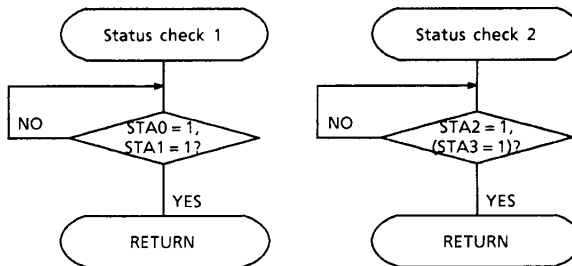 Status check 1
NO
STA0 = 1,
STA1 = 1?
YES
RETURN
Status check 2
NO
STA2 = 1,
(STA3 = 1)?
YES
RETURN